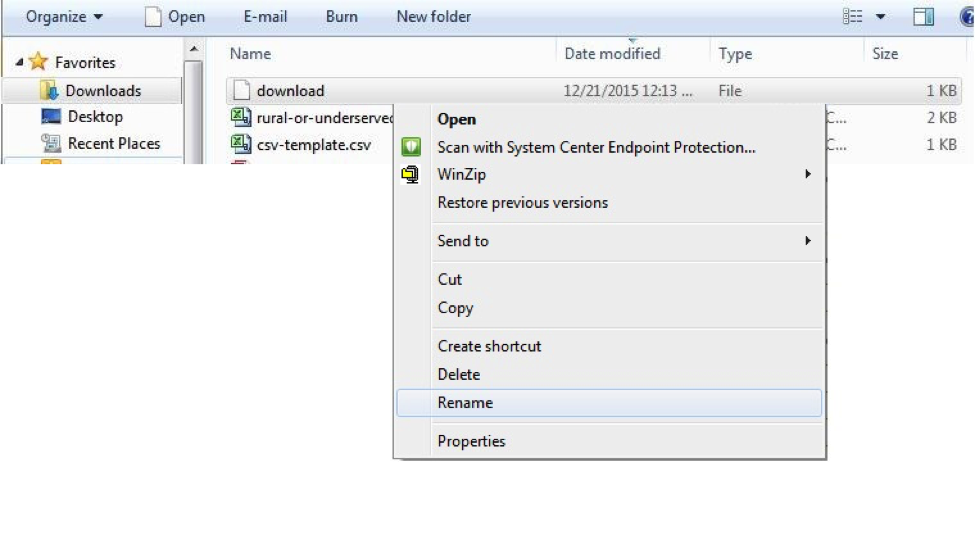 Organize Open E-mail Burn New folder
Name Date modified Type Size
Favorites
Downloads download 12/21/2015 12:13 ... File 1 KB
Desktop rural-or-underserved C... 2 KB
Recent Places csv-template.csv C... 1 KB
Open
Scan with System Center Endpoint Protection...
WinZip
Restore previous versions
Send to
Cut
Copy
Create shortcut
Delete
Rename
Properties